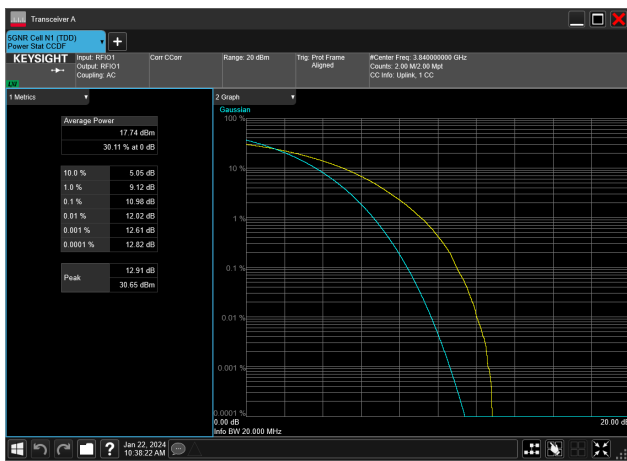 Transceiver A
5GNR Cell N1 (TDD)
Power Stat CCDF
KEYSIGHT
Input: RFIO1
Output: RFIO1
Coupling: AC
Corr CCorr
Range: 20 dBm
Trig: Prot Frame
Aligned
#Center Freq: 3.840000000 GHz
Counts: 2.00 M/2.00 Mpt
CC Info: Uplink, 1 CC
1 Metrics
Average Power
17.74 dBm
30.11 % at 0 dB
10.0 % 5.05 dB
1.0 % 9.12 dB
0.1 % 10.98 dB
0.01 % 12.02 dB
0.001 % 12.61 dB
0.0001 % 12.82 dB
Peak
12.91 dB
30.65 dBm
2 Graph
Gaussian
100 %
10 %
1 %
0.1 %
0.01 %
0.001 %
0.0001 %
0.00 dB
20.00 dB
Info BW 20.000 MHz
Jan 22, 2024
10:38:22 AM